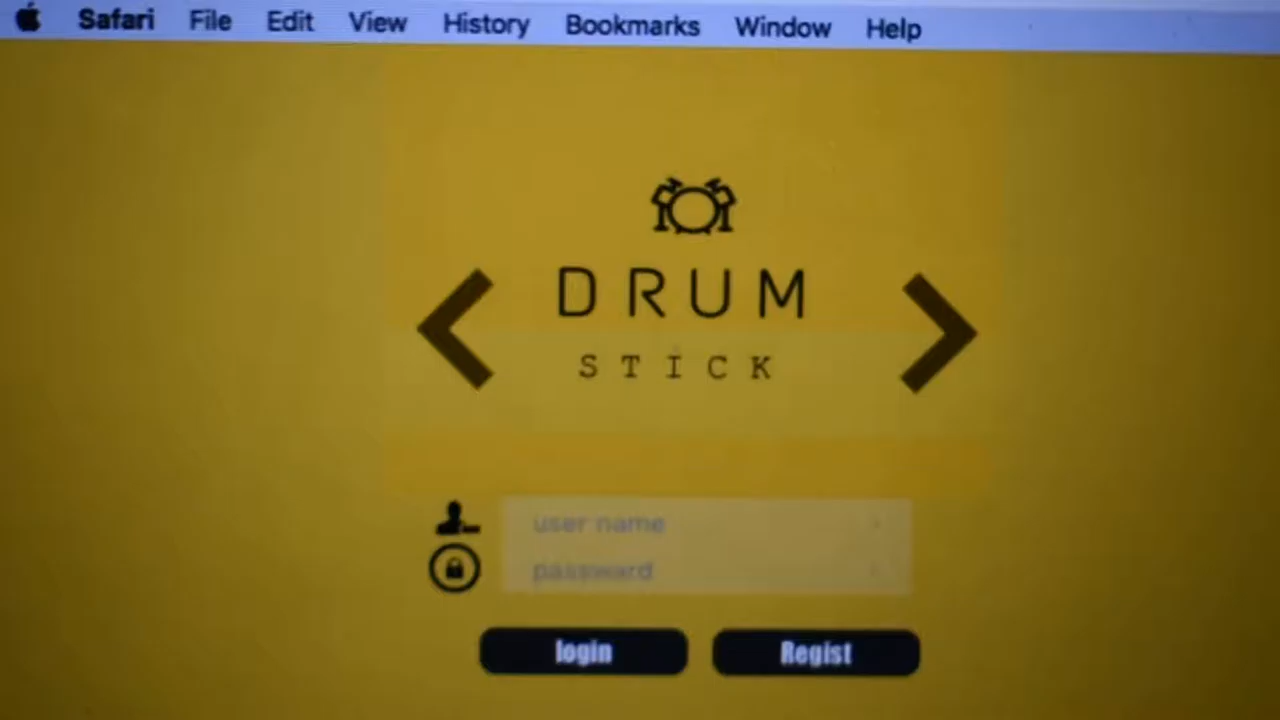 Safari File Edit View History Bookmarks Window Help
DRUM
STICK
user name
password
login Regist